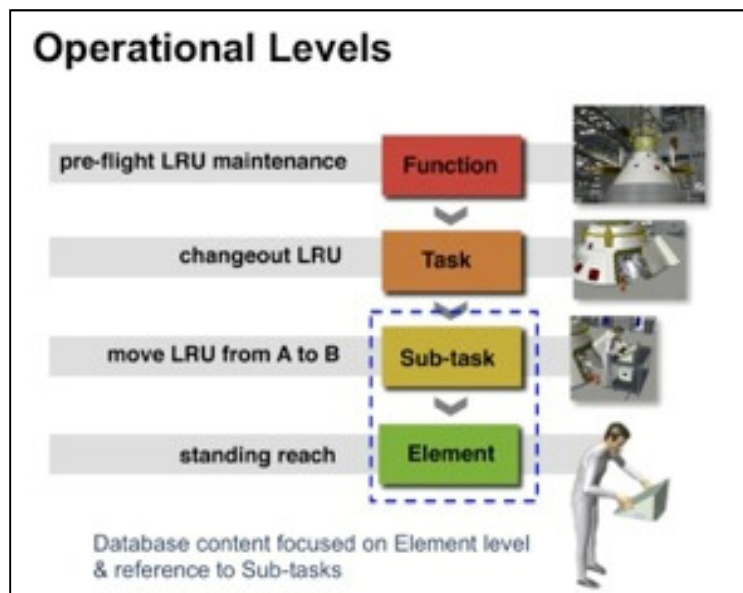 Operational Levels
pre-flight LRU maintenance
Function
changeout LRU
Task
move LRU from A to B
Sub-task
standing reach
Element
Database content focused on Element level
& reference to Sub-tasks